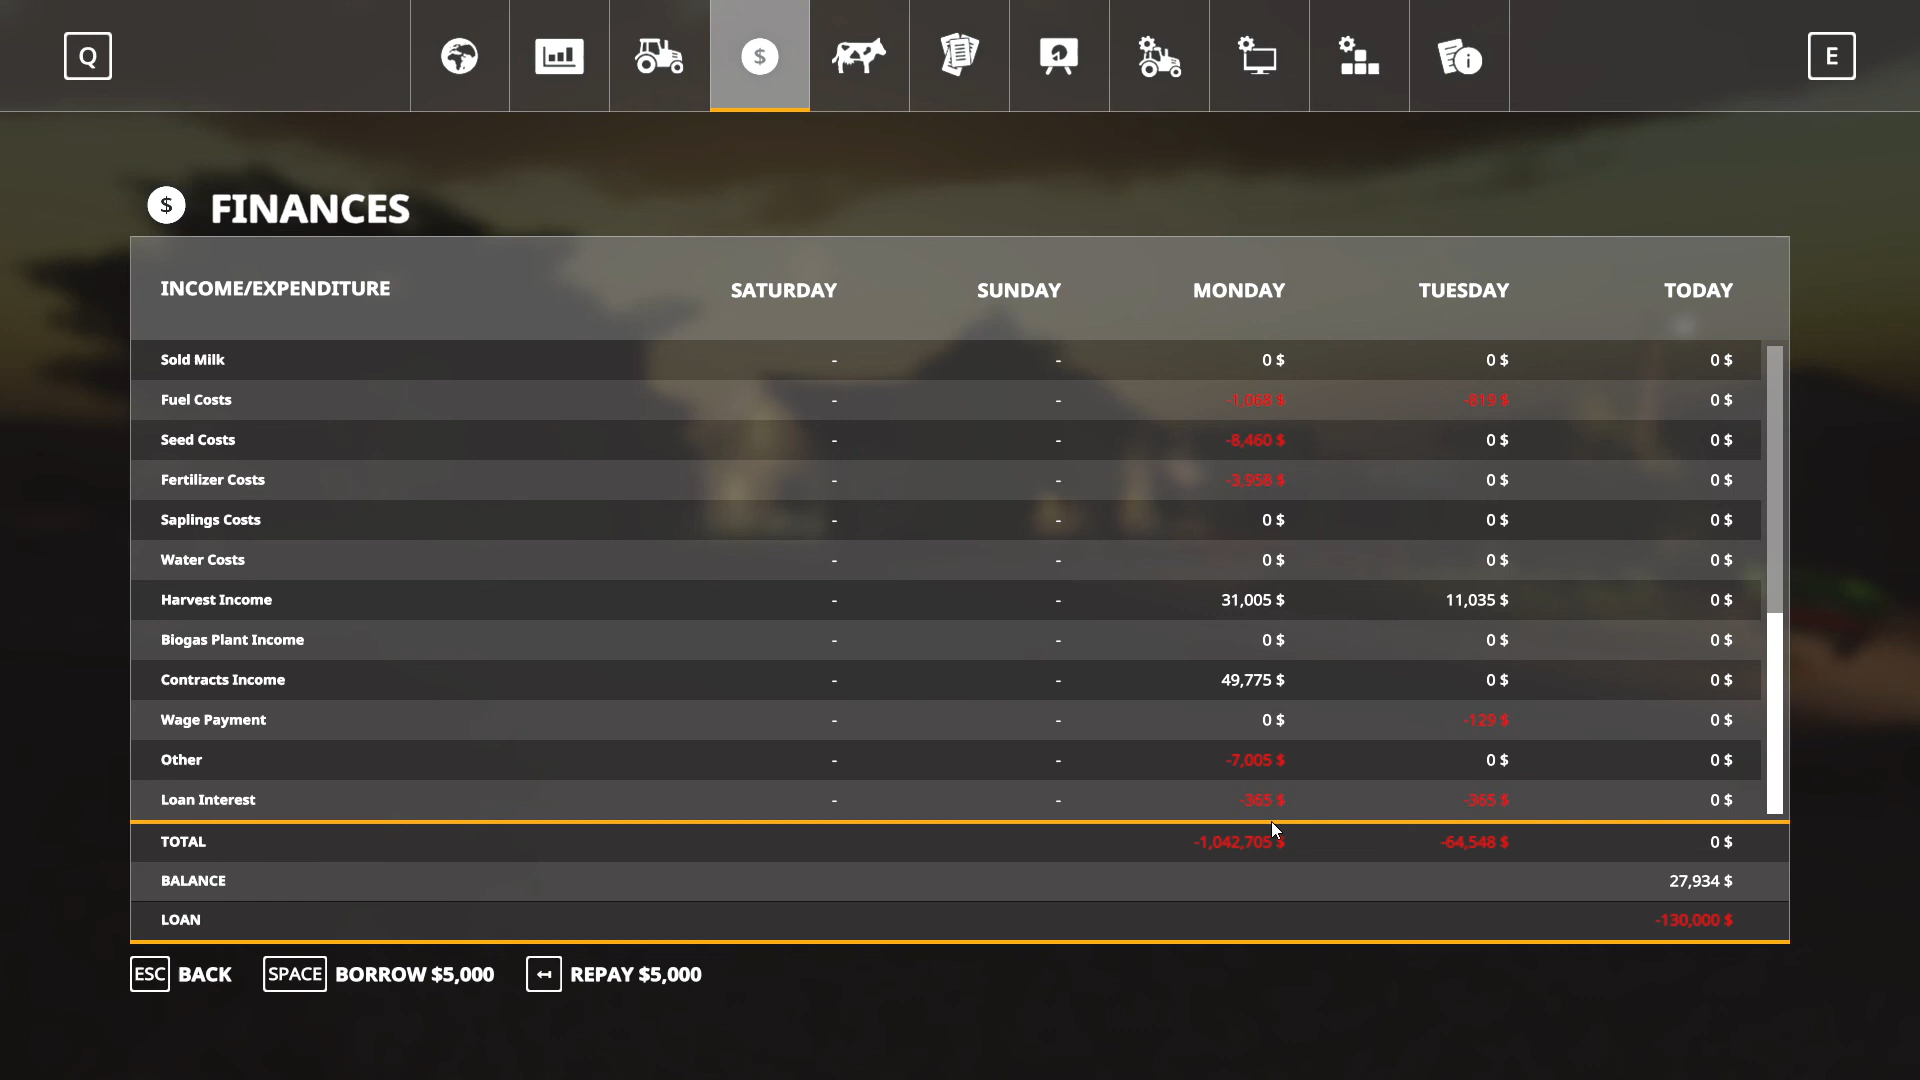 Q E
$ FINANCES
INCOME/EXPENDITURE SATURDAY SUNDAY MONDAY TUESDAY TODAY
Sold Milk - - 0 $ 0 $ 0 $
Fuel Costs - - -1,068 $ -819 $ 0 $
Seed Costs - - -8,460 $ 0 $ 0 $
Fertilizer Costs - - -3,958 $ 0 $ 0 $
Saplings Costs - - 0 $ 0 $ 0 $
Water Costs - - 0 $ 0 $ 0 $
Harvest Income - - 31,005 $ 11,035 $ 0 $
Biogas Plant Income - - 0 $ 0 $ 0 $
Contracts Income - - 49,775 $ 0 $ 0 $
Wage Payment - - 0 $ -129 $ 0 $
Other - - -7,005 $ 0 $ 0 $
Loan Interest - - -365 $ -365 $ 0 $
TOTAL -1,042,705 $ -64,548 $ 0 $
BALANCE 27,934 $
LOAN -130,000 $
ESC BACK SPACE BORROW $5,000 REPAY $5,000